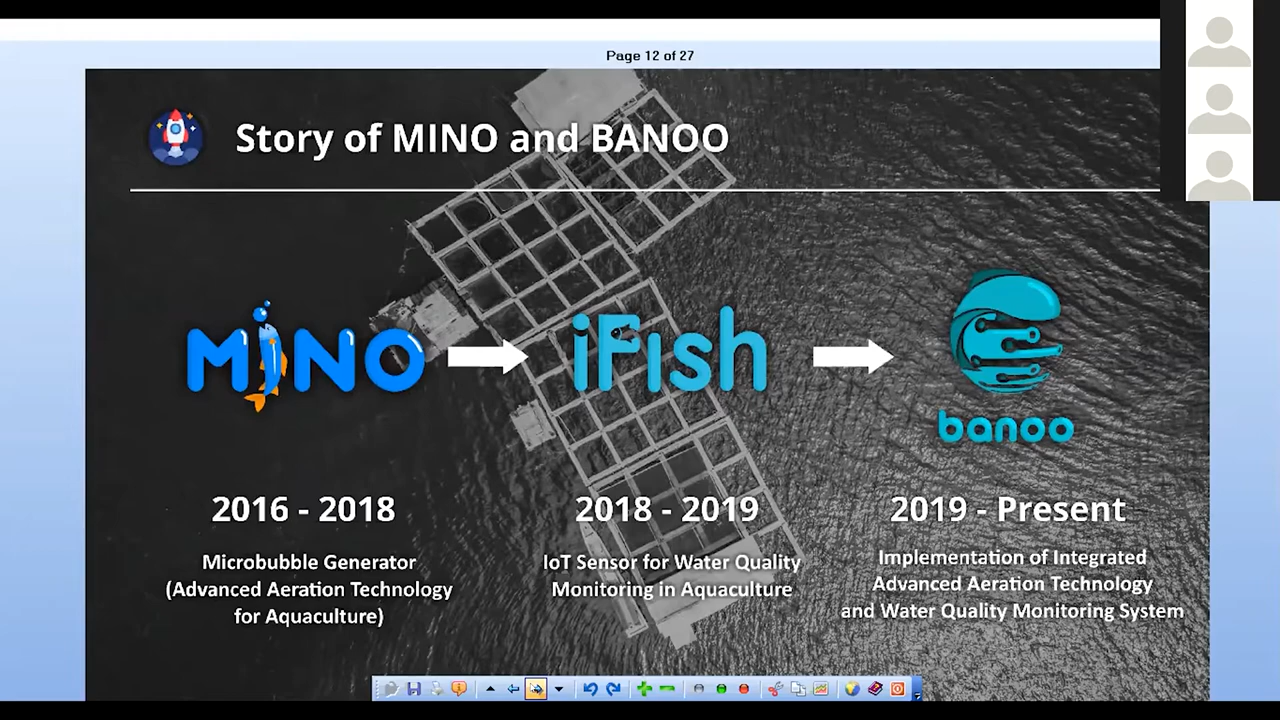 Page 12 of 27
Story of MINO and BANOO
MiNO
iFish
banoo
2016 - 2018
2018 - 2019
2019 - Present
Microbubble Generator
(Advanced Aeration Technology
for Aquaculture)
IoT Sensor for Water Quality
Monitoring in Aquaculture
Implementation of Integrated
Advanced Aeration Technology
and Water Quality Monitoring System